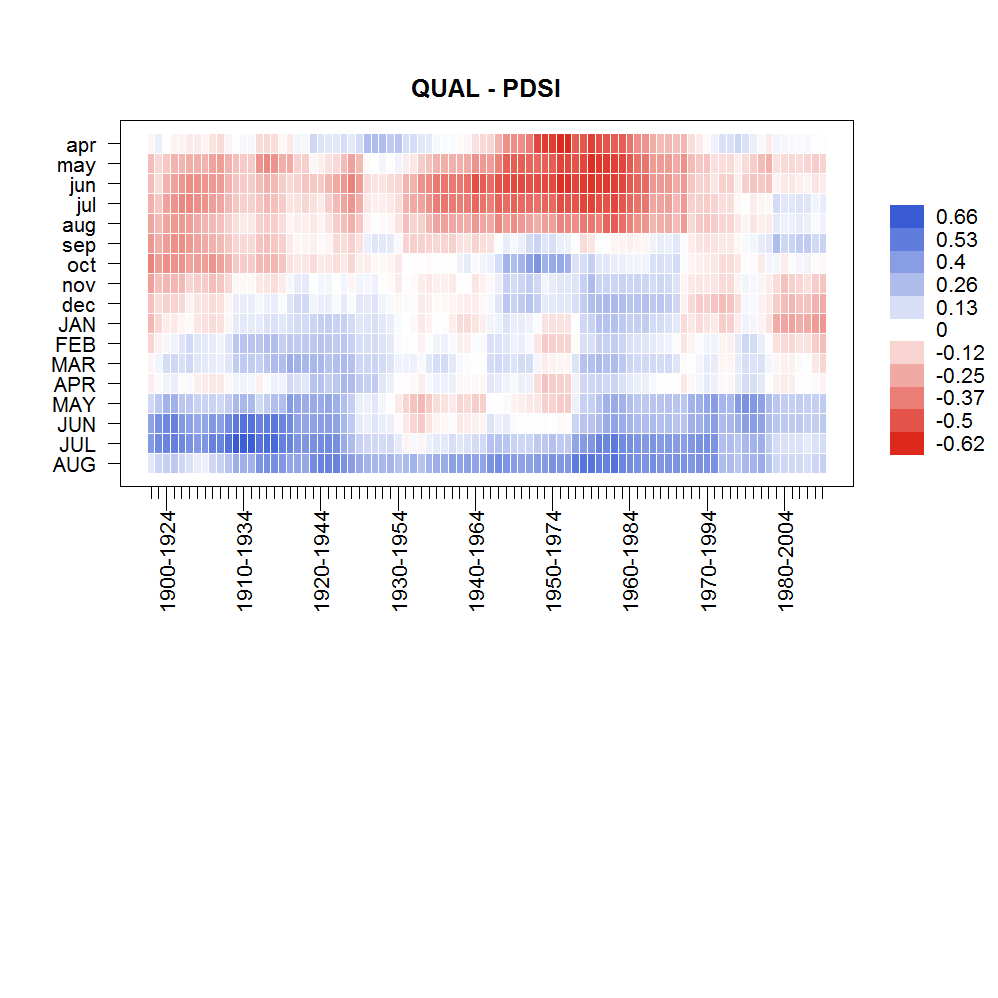 QUAL - PDSI
apr
may
jun
jul
aug
sep
oct
nov
dec
JAN
FEB
MAR
APR
MAY
JUN
JUL
AUG
0.66
0.53
0.4
0.26
0.13
0
-0.12
-0.25
-0.37
-0.5
-0.62
1900-1924
1910-1934
1920-1944
1930-1954
1940-1964
1950-1974
1960-1984
1970-1994
1980-2004